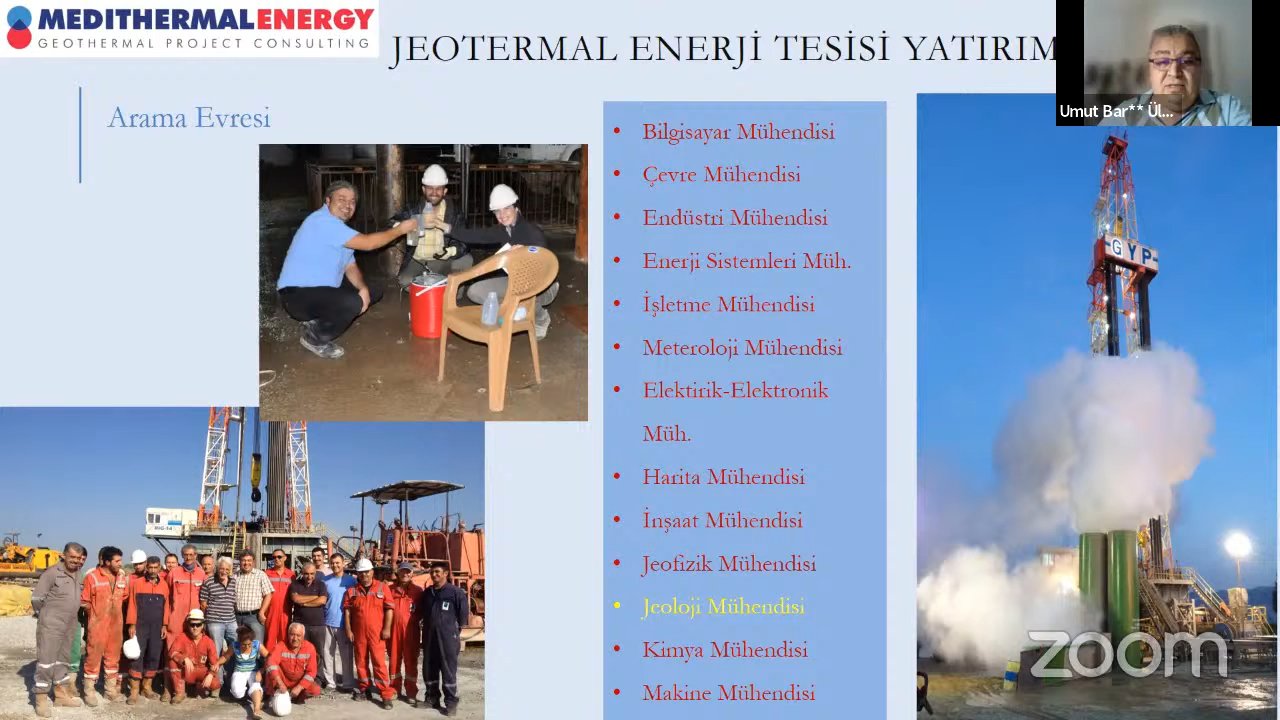 MEDITHERMALENERGY
GEOTHERMAL PROJECT CONSULTING
JEOTERMAL ENERJİ TESİSİ YATIRIM
Umut Bar** Ül...
Arama Evresi
• Bilgisayar Mühendisi
• Çevre Mühendisi
• Endüstri Mühendisi
• Enerji Sistemleri Müh.
• İşletme Mühendisi
• Meteroloji Mühendisi
• Elektirik-Elektronik
Müh.
• Harita Mühendisi
• İnşaat Mühendisi
• Jeofizik Mühendisi
• Jeoloji Mühendisi
• Kimya Mühendisi
• Makine Mühendisi
GYP
RIG-14
zoom